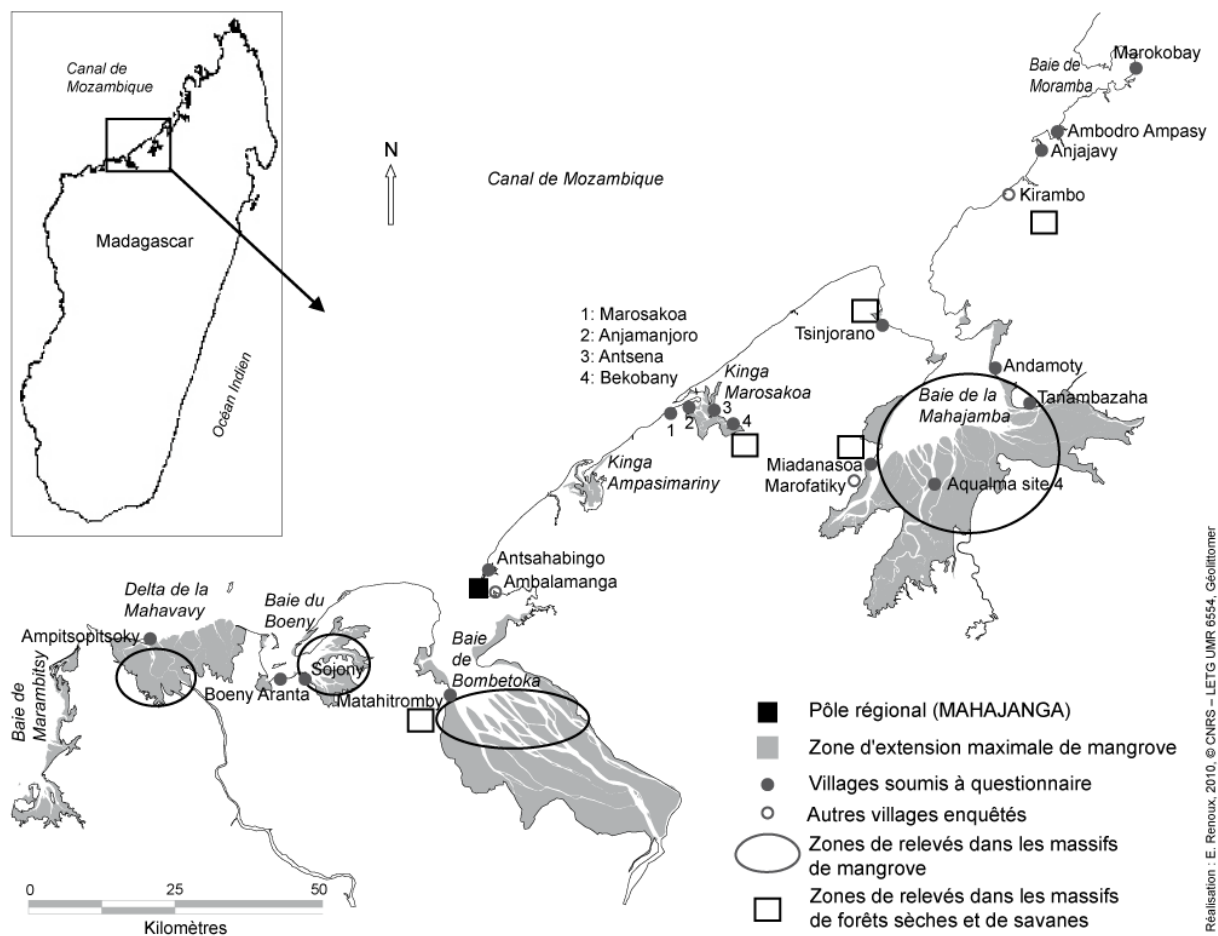 Canal de
Mozambique
Madagascar
Océan Indien
N
Canal de Mozambique
Baie de
Moramba
Marokobay
Ambodro Ampasy
Anjajavy
Kirambo
1: Marosakoa
2: Anjamanjoro
3: Antsena
4: Bekobany
Tsinjorano
Kinga
Marosakoa
1
2
3
4
Andamoty
Baie de la
Mahajamba
Tanambazaha
Kinga
Ampasimariny
Miadanasoa
Marofatiky
Aqualma site 4
Antsahabingo
Ambalamanga
Delta de la
Mahavavy
Baie du
Boeny
Ampitsopitsoky
Baie de
Marambitsy
Boeny Aranta
Sojony
Baie
de
Bombetoka
Matahitromby
Pôle régional (MAHAJANGA)
Zone d'extension maximale de mangrove
Villages soumis à questionnaire
Autres villages enquêtés
Zones de relevés dans les massifs
de mangrove
Zones de relevés dans les massifs
de forêts sèches et de savanes
0 25 50
Kilomètres
Réalisation : E. Renoux, 2010, © CNRS – LETG UMR 6554, Géolittomer